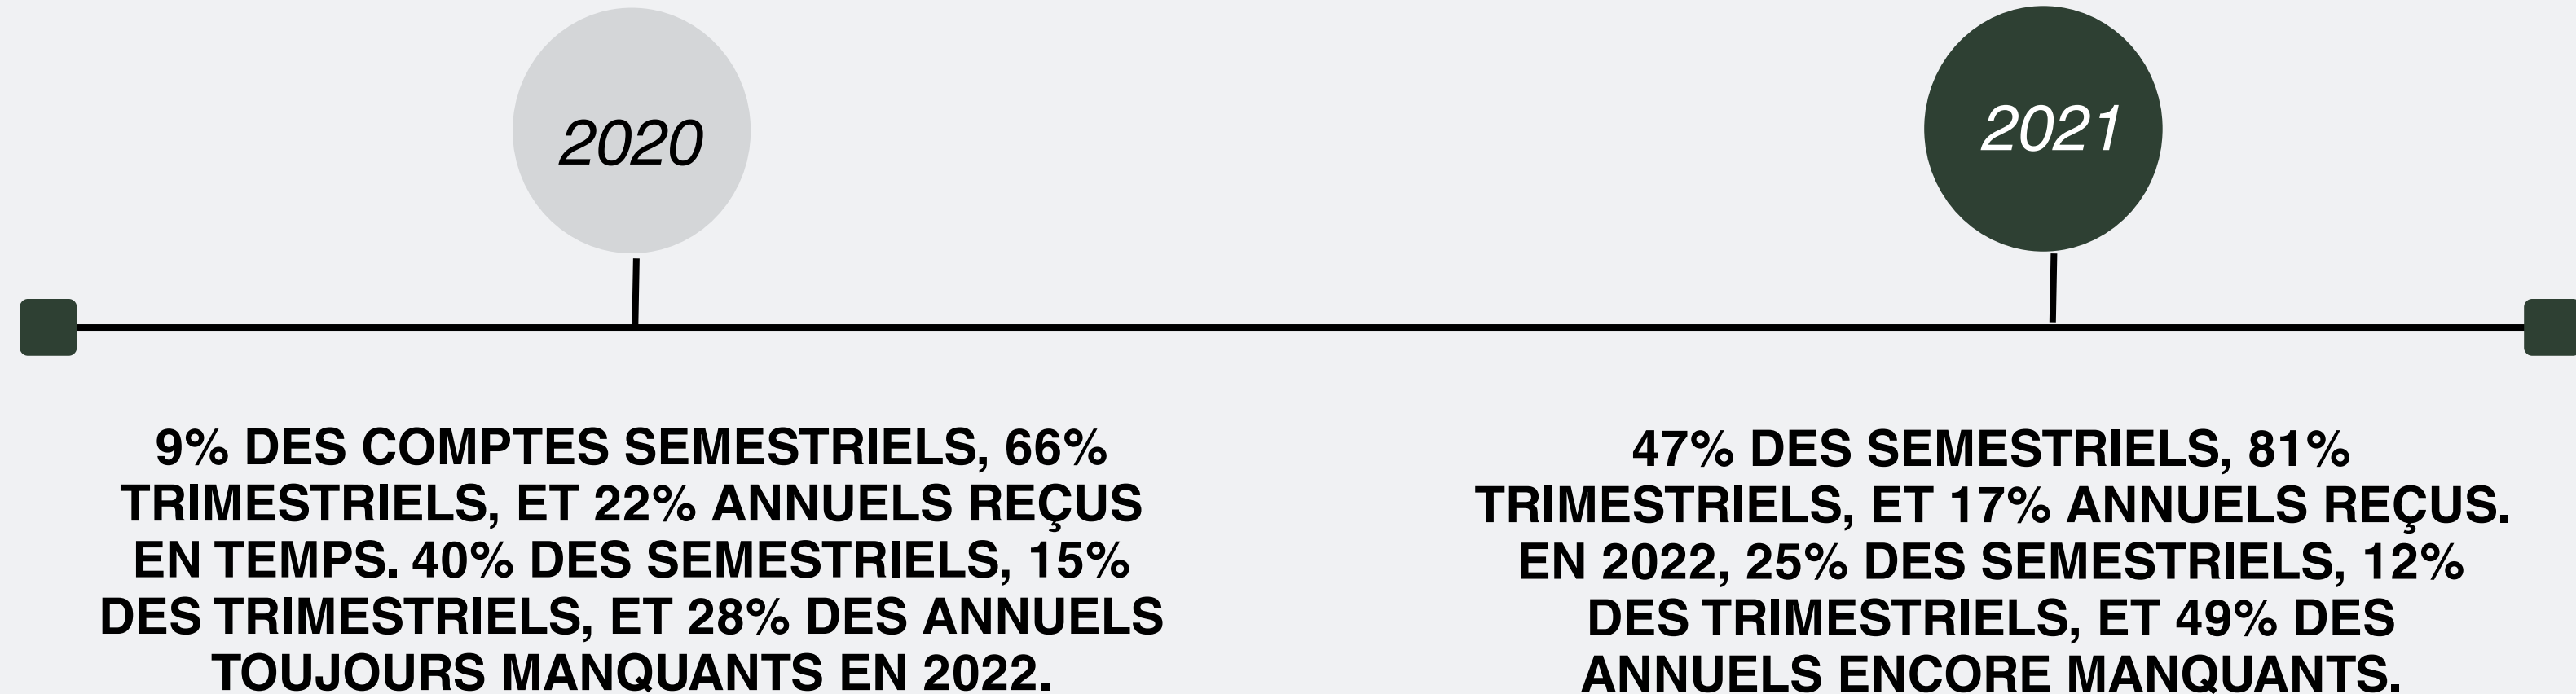 2020
2021
9% DES COMPTES SEMESTRIELS, 66%
TRIMESTRIELS, ET 22% ANNUELS REÇUS
EN TEMPS. 40% DES SEMESTRIELS, 15%
DES TRIMESTRIELS, ET 28% DES ANNUELS
TOUJOURS MANQUANTS EN 2022.
47% DES SEMESTRIELS, 81%
TRIMESTRIELS, ET 17% ANNUELS REÇUS.
EN 2022, 25% DES SEMESTRIELS, 12%
DES TRIMESTRIELS, ET 49% DES
ANNUELS ENCORE MANQUANTS.